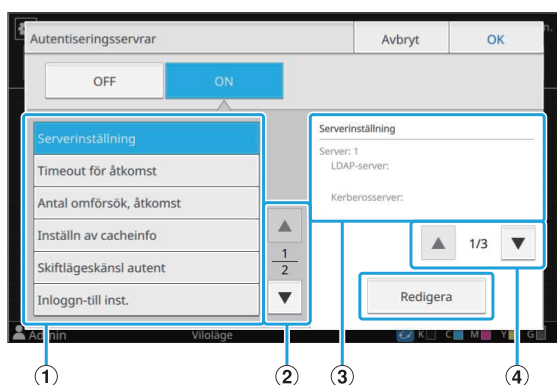 Autentiseringsservrar
Avbryt
OK
n.
OFF
ON
Serverinställning
Timeout för åtkomst
Antal omförsök, åtkomst
Inställn av cacheinfo
Skiftlägeskänsl autent
Inloggn-till inst.
1
2
Serverinställning
Server: 1
LDAP-server:
Kerberosserver:
1/3
Redigera
Admin
Viloläge
K C M Y G
1 2 3 4